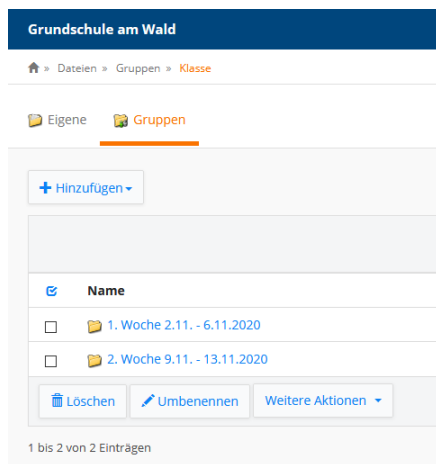 Grundschule am Wald
» Dateien » Gruppen » Klasse
Eigene Gruppen
Hinzufügen
Name
1. Woche 2.11. - 6.11.2020
2. Woche 9.11. - 13.11.2020
Löschen Umbenennen Weitere Aktionen
1 bis 2 von 2 Einträgen